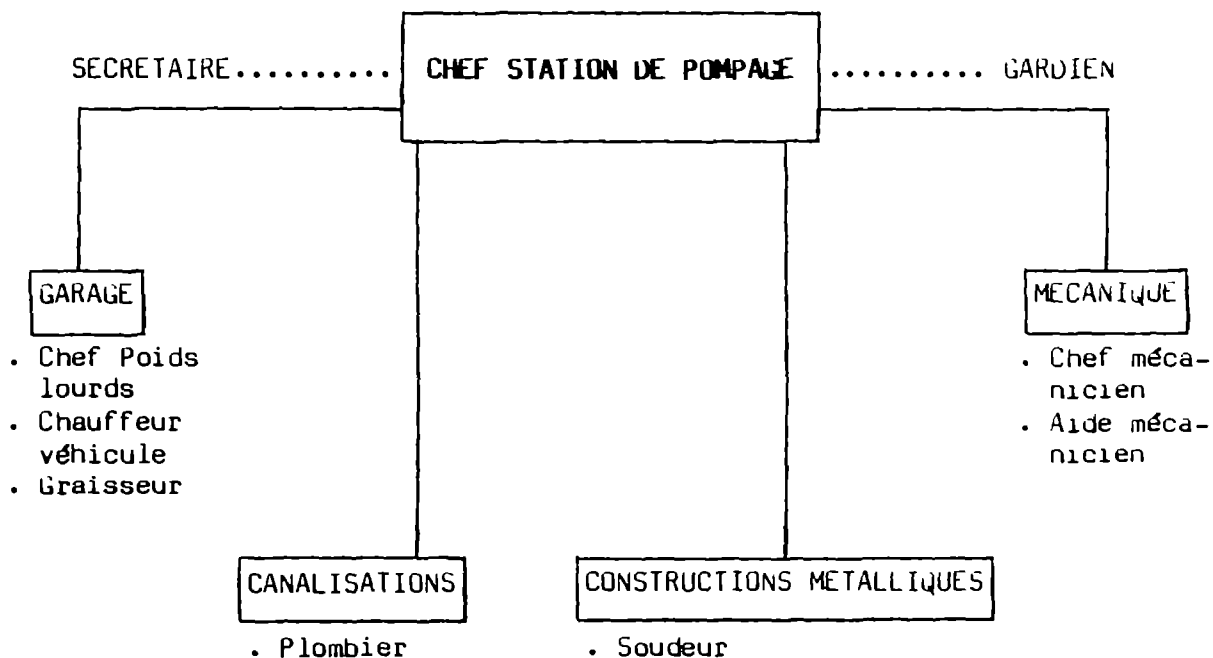 SECRETAIRE.......... CHEF STATION DE POMPAGE .......... GARDIEN
GARAGE
. Chef Poids
lourds
. Chauffeur
véhicule
. Graisseur
MECANIQUE
. Chef méca-
nicien
. Aide méca-
nicien
CANALISATIONS
. Plombier
CONSTRUCTIONS METALLIQUES
. Soudeur